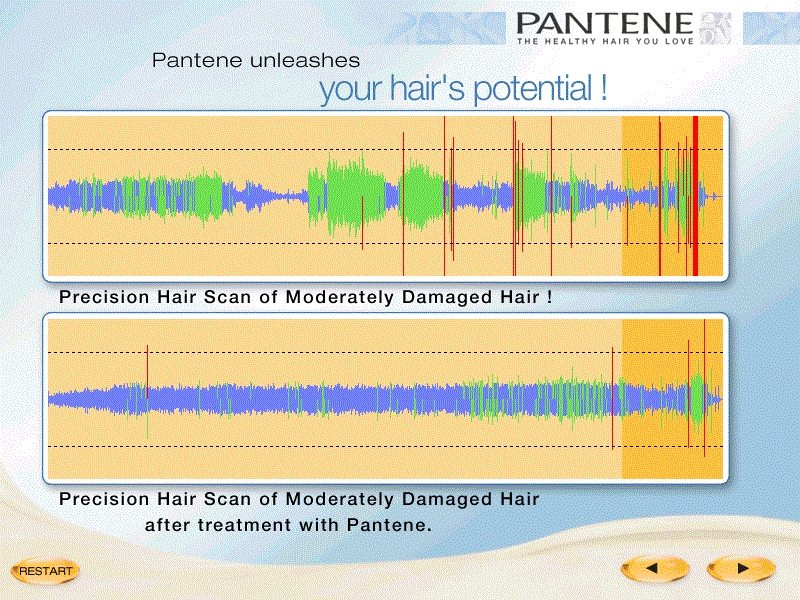 PANTENE
THE HEALTHY HAIR YOU LOVE
Pantene unleashes
your hair's potential !
Precision Hair Scan of Moderately Damaged Hair !
Precision Hair Scan of Moderately Damaged Hair
after treatment with Pantene.
RESTART